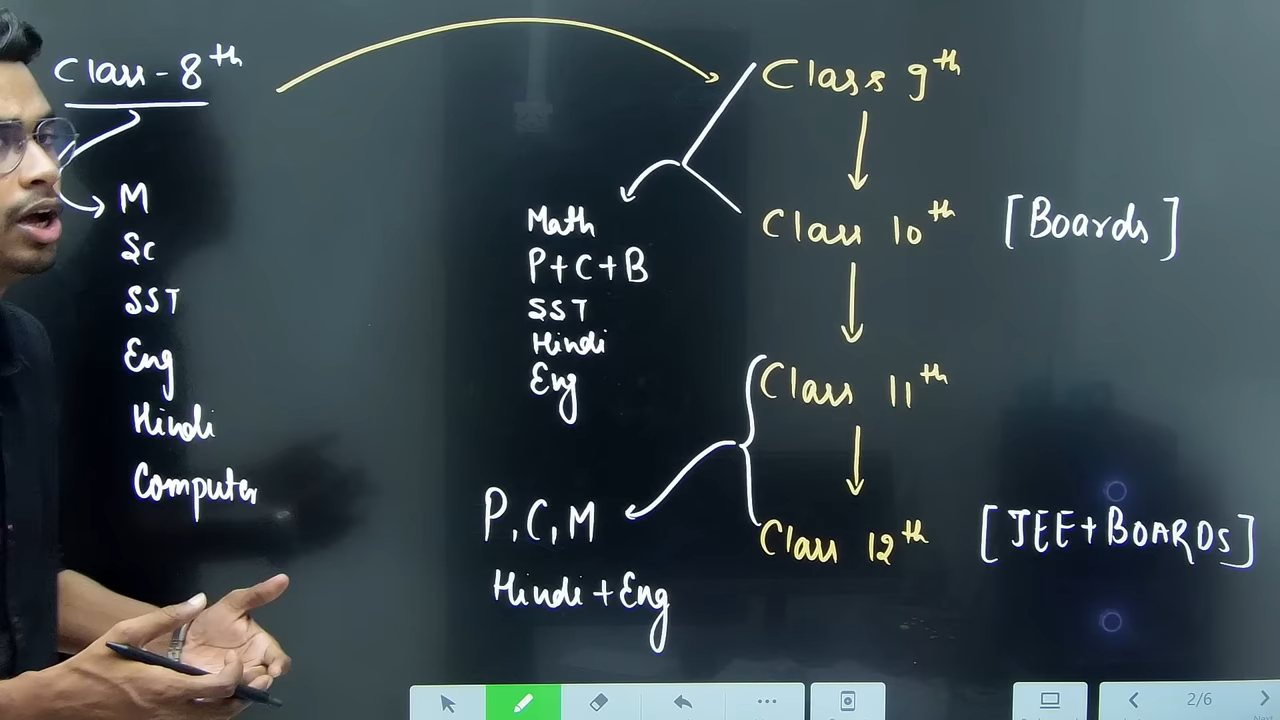 Class - 8th
M
Sc
SST
Eng
Hindi
Computer
Class 9th
Class 10th [Boards]
Math
P+C+B
SST
Hindi
Eng
Class 11th
Class 12th [JEE+BOARDS]
P, C, M
Hindi + Eng
2/6